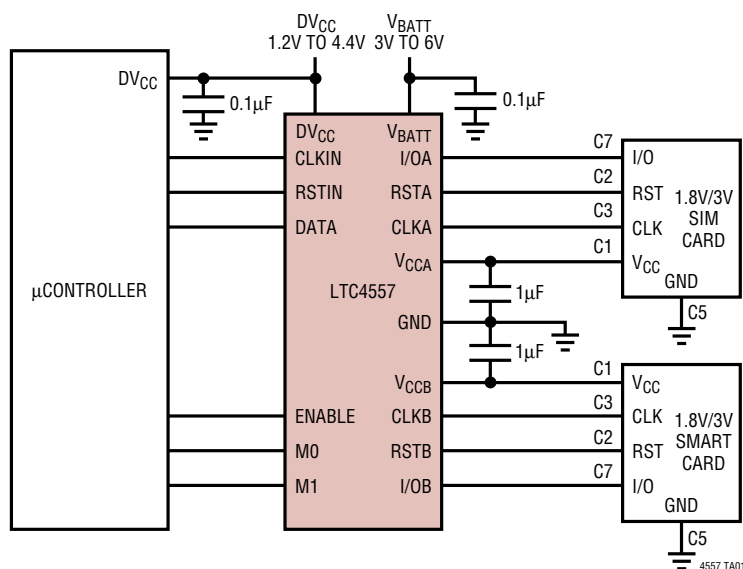 DVCC
1.2V TO 4.4V
VBATT
3V TO 6V
DVCC
0.1µF
0.1µF
µCONTROLLER
DVCC
CLKIN
RSTIN
DATA
ENABLE
M0
M1
LTC4557
VBATT
I/OA
RSTA
CLKA
VCCA
GND
VCCB
CLKB
RSTB
I/OB
1µF
1µF
C7
C2
C3
C1
I/O
RST
CLK
VCC
1.8V/3V
SIM
CARD
GND
C5
C1
C3
C2
C7
VCC
CLK
RST
I/O
1.8V/3V
SMART
CARD
GND
C5
4557 TA01